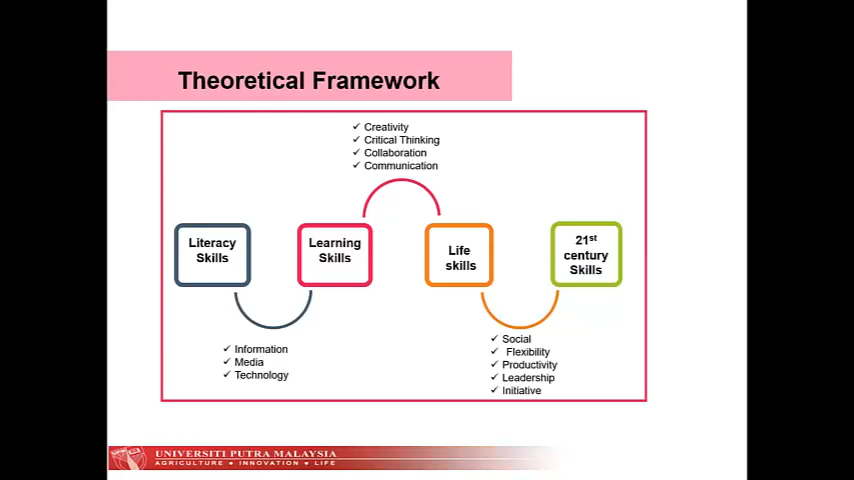 Theoretical Framework
✓ Creativity
✓ Critical Thinking
✓ Collaboration
✓ Communication
Literacy
Skills
Learning
Skills
Life
skills
21st
century
Skills
✓ Information
✓ Media
✓ Technology
✓ Social
✓ Flexibility
✓ Productivity
✓ Leadership
✓ Initiative
UNIVERSITI PUTRA MALAYSIA
AGRICULTURE • INNOVATION • LIFE